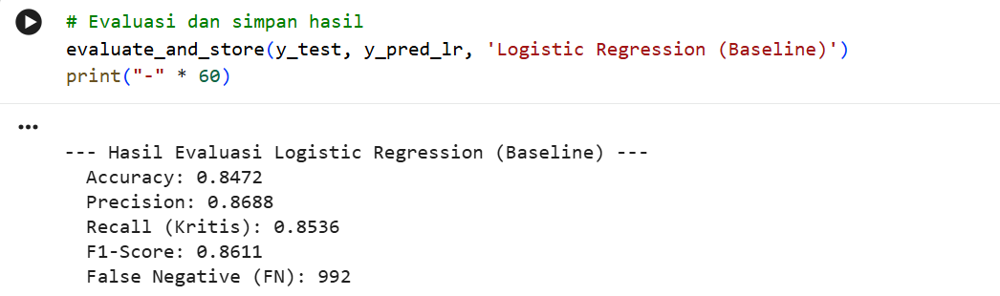 # Evaluasi dan simpan hasil
evaluate_and_store(y_test, y_pred_lr, 'Logistic Regression (Baseline)')
print("-" * 60)
--- Hasil Evaluasi Logistic Regression (Baseline) ---
Accuracy: 0.8472
Precision: 0.8688
Recall (Kritis): 0.8536
F1-Score: 0.8611
False Negative (FN): 992